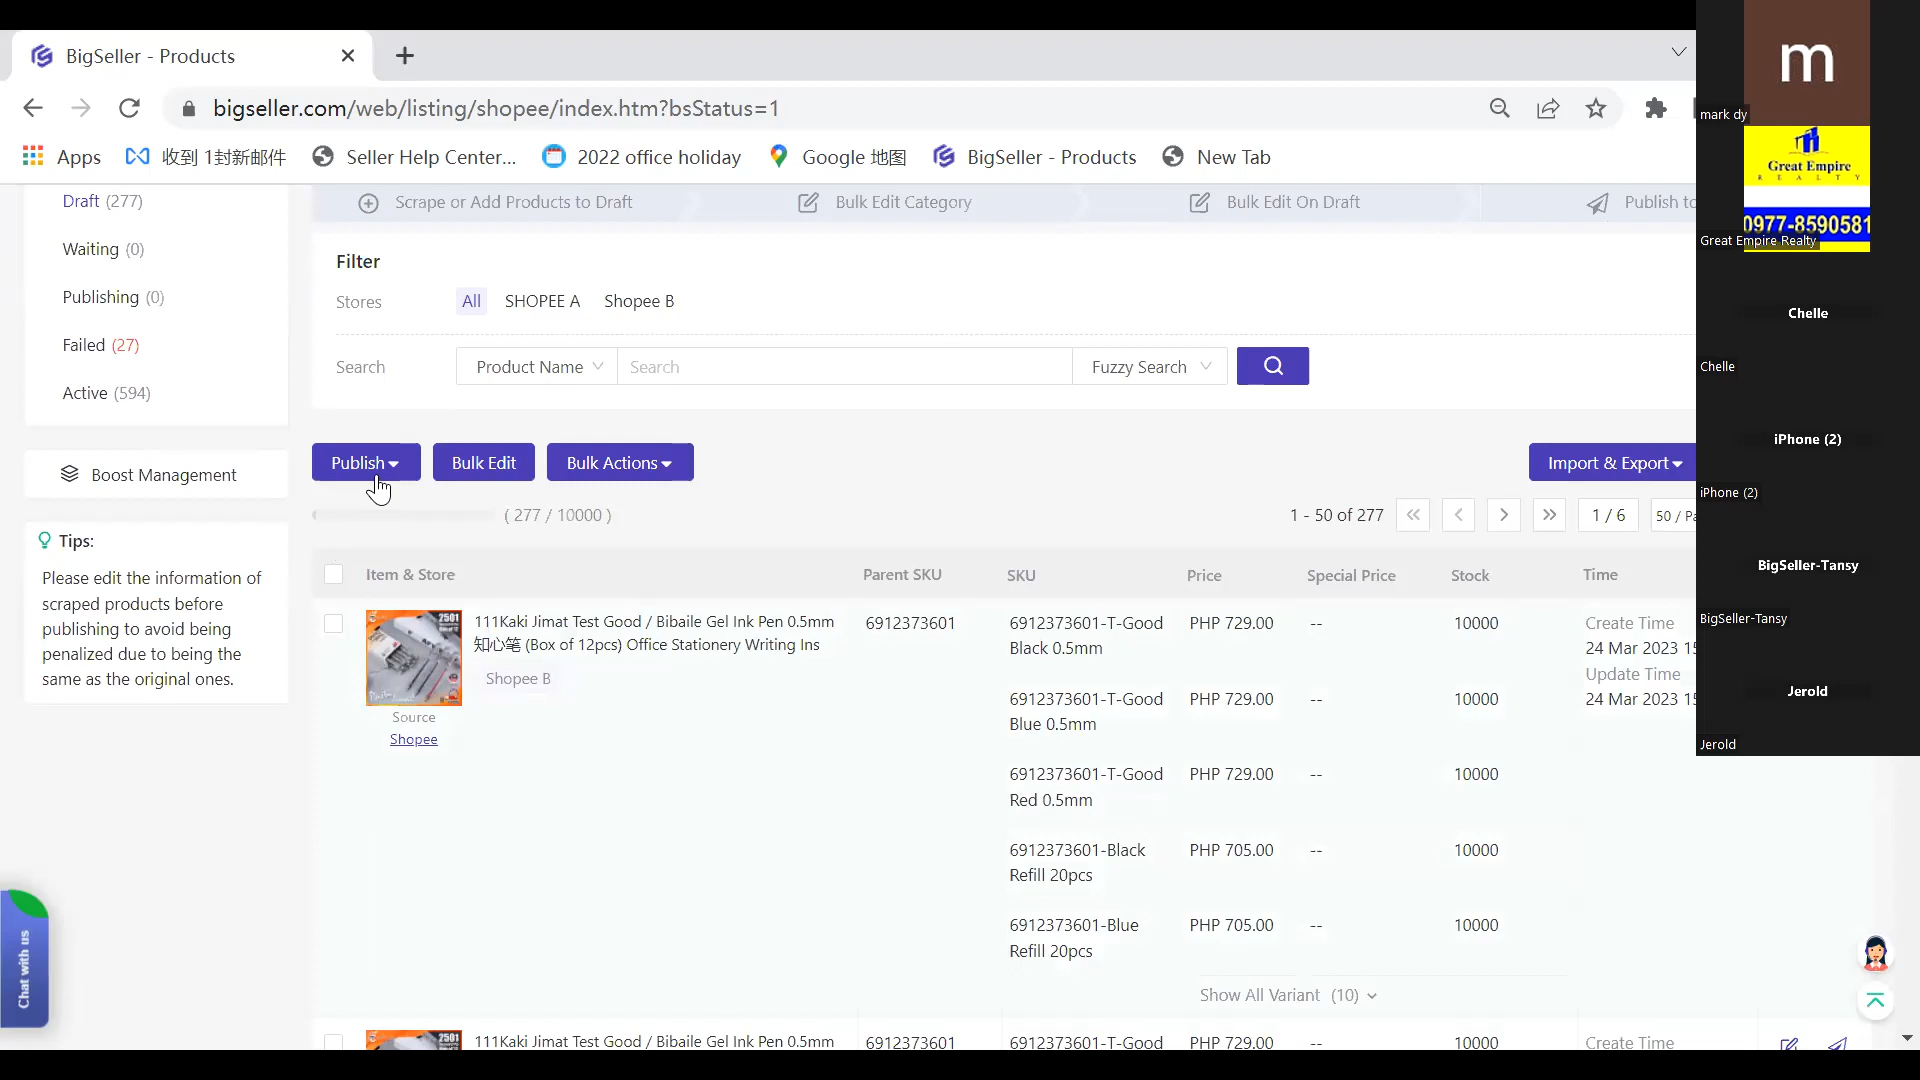 BigSeller - Products
bigseller.com/web/listing/shopee/index.htm?bsStatus=1
Apps
收到 1封新邮件
Seller Help Center...
2022 office holiday
Google 地图
BigSeller - Products
New Tab
Draft (277)
Waiting (0)
Publishing (0)
Failed (27)
Active (594)
Boost Management
Tips:
Please edit the information of
scraped products before
publishing to avoid being
penalized due to being the
same as the original ones.
Chat with us
Scrape or Add Products to Draft
Bulk Edit Category
Bulk Edit On Draft
Publish to
Filter
Stores
All
SHOPEE A
Shopee B
Search
Product Name
Search
Fuzzy Search
Publish
Bulk Edit
Bulk Actions
Import & Export
( 277 / 10000 )
1 - 50 of 277
1 / 6
50 / Pa
Item & Store
Parent SKU
SKU
Price
Special Price
Stock
Time
2501
111Kaki Jimat Test Good / Bibaile Gel Ink Pen 0.5mm
知心笔 (Box of 12pcs) Office Stationery Writing Ins
Shopee B
Source
Shopee
6912373601
6912373601-T-Good
Black 0.5mm
PHP 729.00
--
10000
Create Time
24 Mar 2023 15
Update Time
24 Mar 2023 15
6912373601-T-Good
Blue 0.5mm
PHP 729.00
--
10000
6912373601-T-Good
Red 0.5mm
PHP 729.00
--
10000
6912373601-Black
Refill 20pcs
PHP 705.00
--
10000
6912373601-Blue
Refill 20pcs
PHP 705.00
--
10000
Show All Variant (10)
2501
111Kaki Jimat Test Good / Bibaile Gel Ink Pen 0.5mm
6912373601
6912373601-T-Good
PHP 729.00
--
10000
Create Time
m
mark dy
Great Empire
REALTY
0977-8590581
Great Empire Realty
Chelle
Chelle
iPhone (2)
iPhone (2)
BigSeller-Tansy
BigSeller-Tansy
Jerold
Jerold